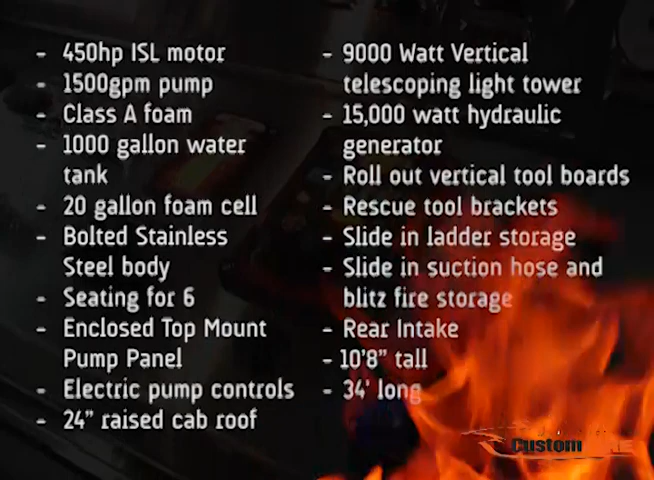 - 450hp ISL motor
- 1500gpm pump
- Class A foam
- 1000 gallon water
tank
- 20 gallon foam cell
- Bolted Stainless
Steel body
- Seating for 6
- Enclosed Top Mount
Pump Panel
- Electric pump controls
- 24” raised cab roof
- 9000 Watt Vertical
telescoping light tower
- 15,000 watt hydraulic
generator
- Roll out vertical tool boards
- Rescue tool brackets
- Slide in ladder storage
- Slide in suction hose and
blitz fire storage
- Rear Intake
- 10’8” tall
- 34' long
Custom